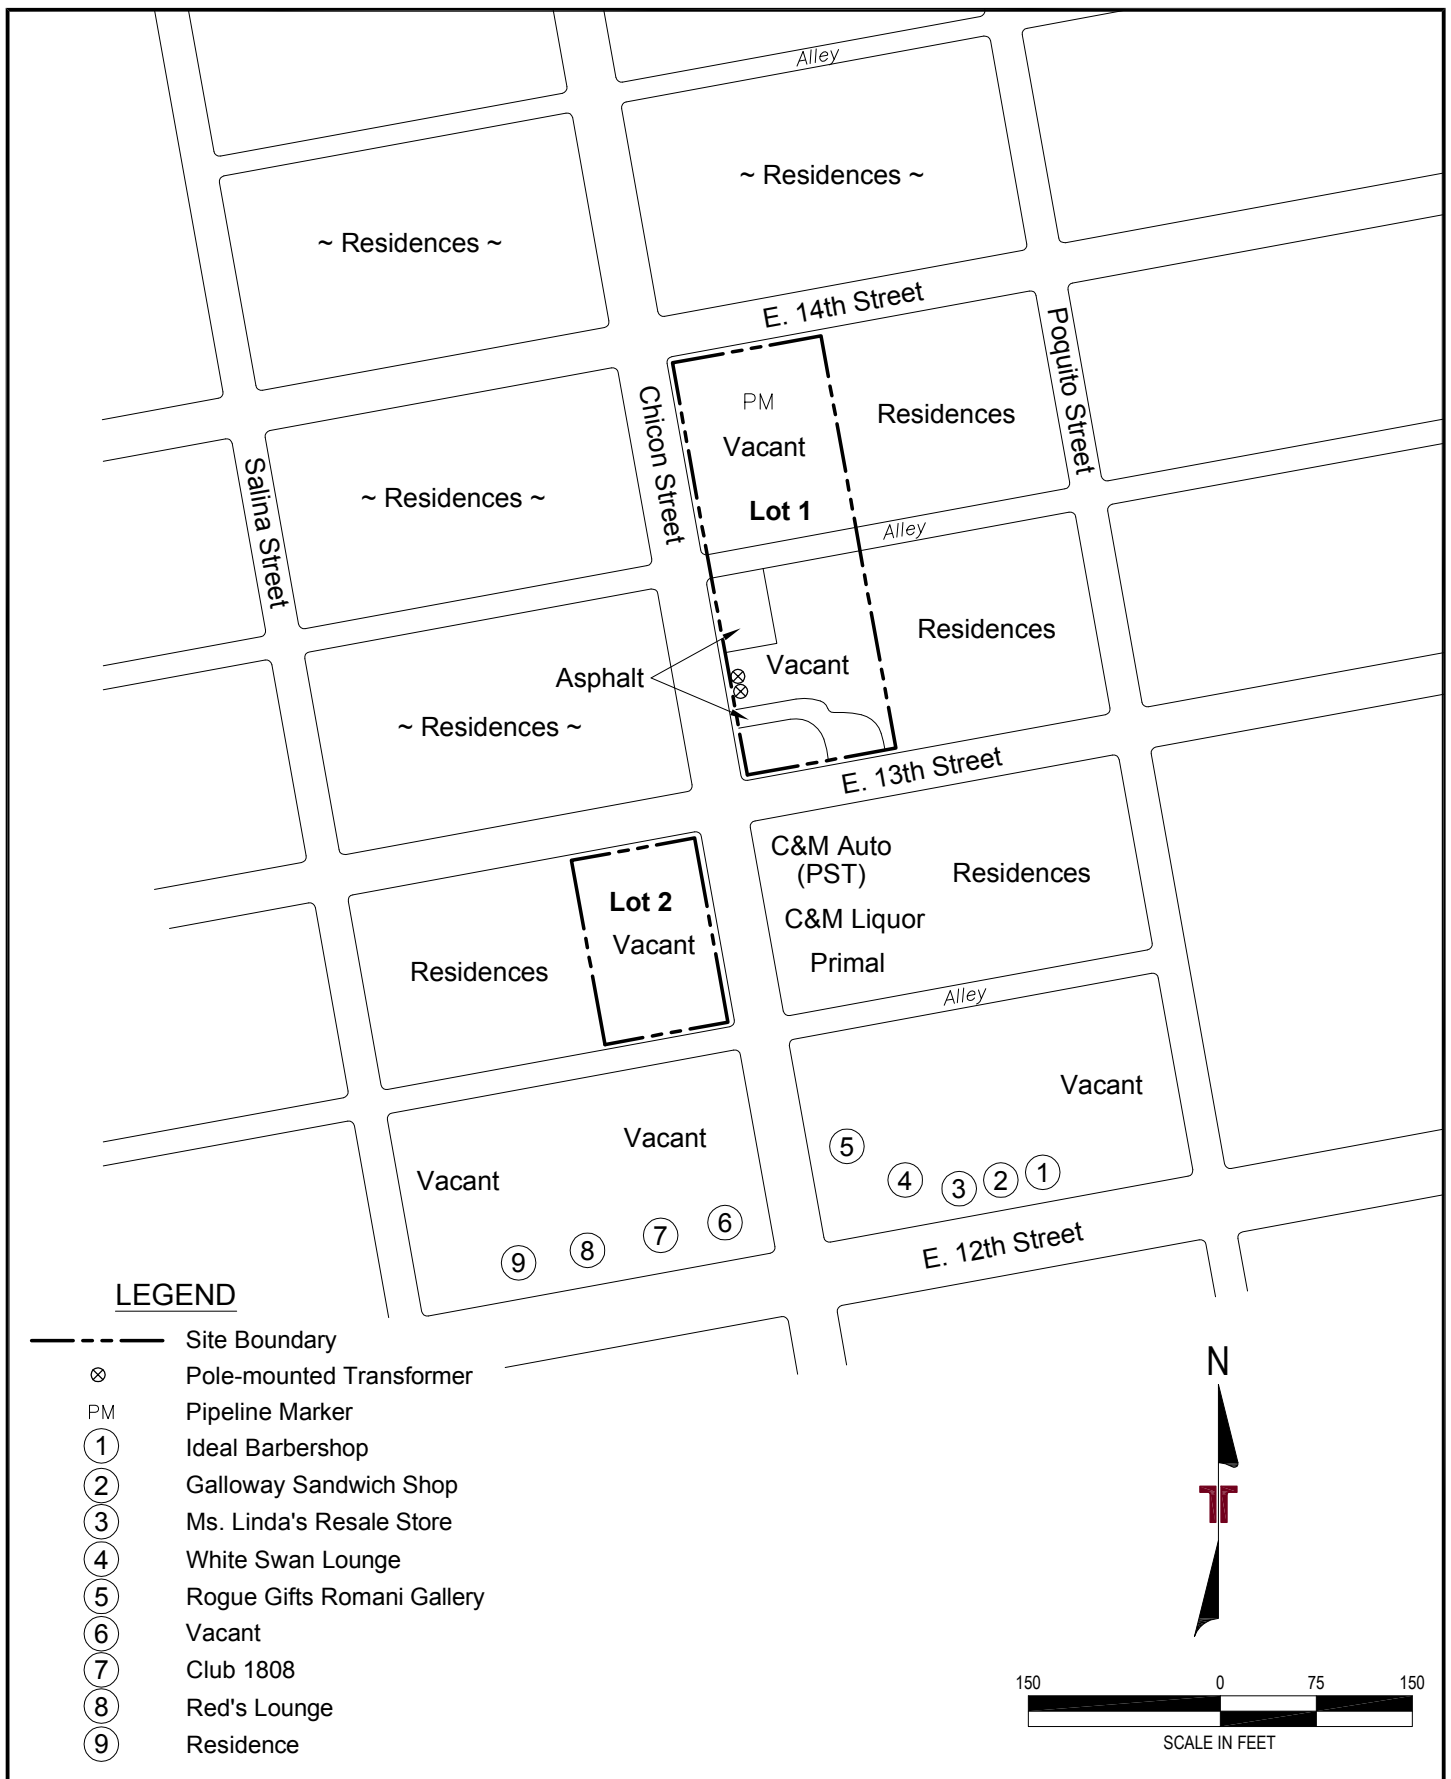 Alley
~ Residences ~
~ Residences ~
E. 14th Street
Poquito Street
Chicon Street
PM
Residences
Vacant
Salina Street
~ Residences ~
Lot 1
Alley
Residences
Vacant
Asphalt
~ Residences ~
E. 13th Street
C&M Auto
(PST)
Residences
Lot 2
C&M Liquor
Vacant
Primal
Residences
Alley
Vacant
Vacant
5
Vacant
4
3
2
1
6
7
8
9
E. 12th Street
LEGEND
Site Boundary
Pole-mounted Transformer
PM Pipeline Marker
1 Ideal Barbershop
2 Galloway Sandwich Shop
3 Ms. Linda's Resale Store
4 White Swan Lounge
5 Rogue Gifts Romani Gallery
6 Vacant
7 Club 1808
8 Red's Lounge
9 Residence
N
150 0 75 150
SCALE IN FEET